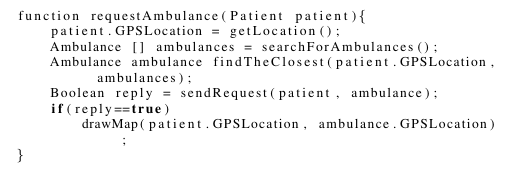 function requestAmbulance(Patient patient){
patient.GPSLocation = getLocation();
Ambulance [] ambulances = searchForAmbulances();
Ambulance ambulance findTheClosest(patient.GPSLocation,
ambulances);
Boolean reply = sendRequest(patient, ambulance);
if(reply==true)
drawMap(patient.GPSLocation, ambulance.GPSLocation)
;
}